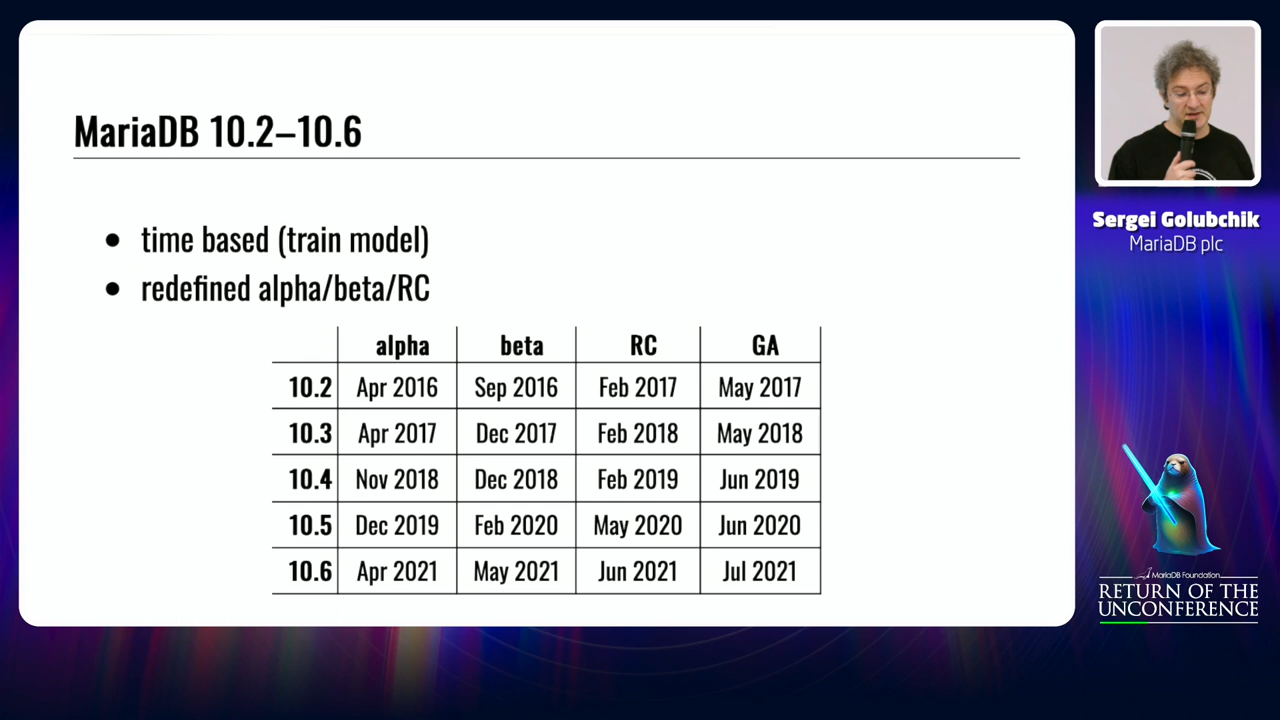 MariaDB 10.2–10.6
• time based (train model)
• redefined alpha/beta/RC
alpha beta RC GA
10.2 Apr 2016 Sep 2016 Feb 2017 May 2017
10.3 Apr 2017 Dec 2017 Feb 2018 May 2018
10.4 Nov 2018 Dec 2018 Feb 2019 Jun 2019
10.5 Dec 2019 Feb 2020 May 2020 Jun 2020
10.6 Apr 2021 May 2021 Jun 2021 Jul 2021
Sergei Golubchik
MariaDB plc
MariaDB Foundation
RETURN OF THE
UNCONFERENCE